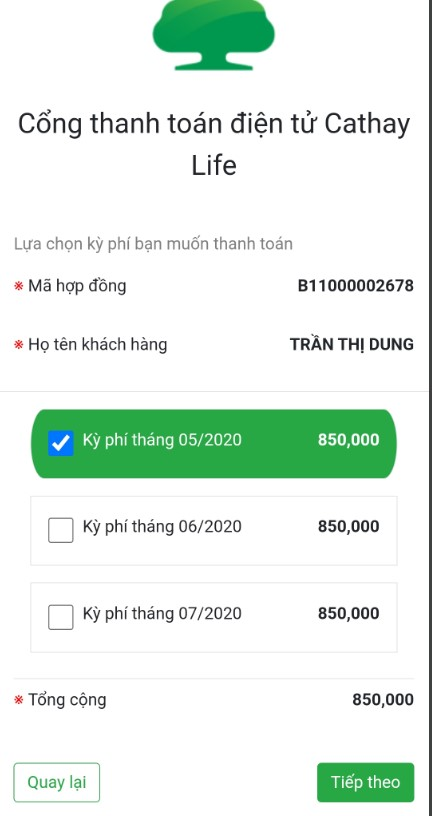 Cổng thanh toán điện tử Cathay
Life
Lựa chọn kỳ phí bạn muốn thanh toán
※ Mã hợp đồng B11000002678
※ Họ tên khách hàng TRẦN THỊ DUNG
Kỳ phí tháng 05/2020 850,000
Kỳ phí tháng 06/2020 850,000
Kỳ phí tháng 07/2020 850,000
※ Tổng cộng 850,000
Quay lại Tiếp theo